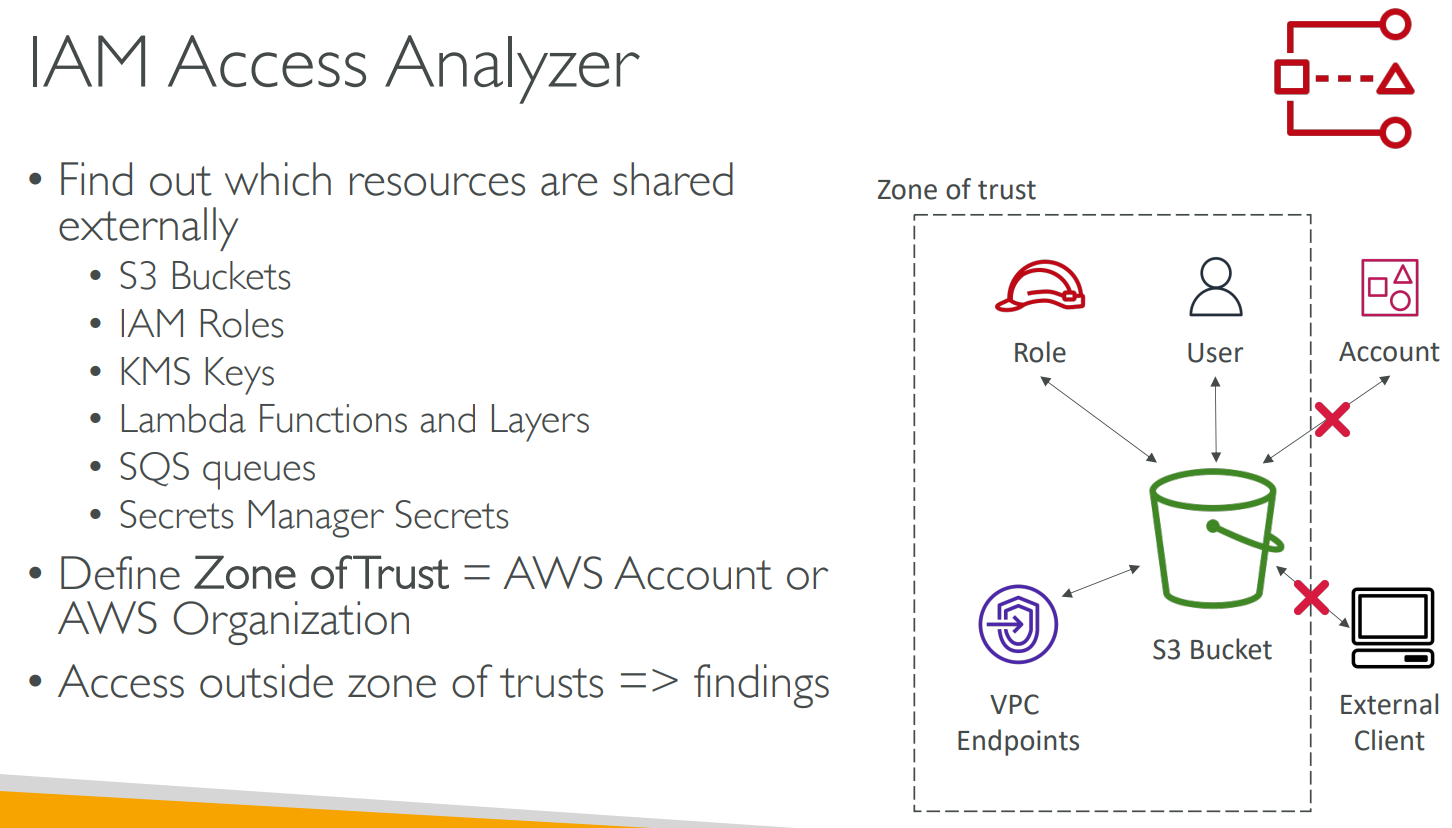 IAM Access Analyzer
• Find out which resources are shared
externally
• S3 Buckets
• IAM Roles
• KMS Keys
• Lambda Functions and Layers
• SQS queues
• Secrets Manager Secrets
• Define Zone of Trust = AWS Account or
AWS Organization
• Access outside zone of trusts => findings
Zone of trust
Role
User
Account
S3 Bucket
VPC
Endpoints
External
Client